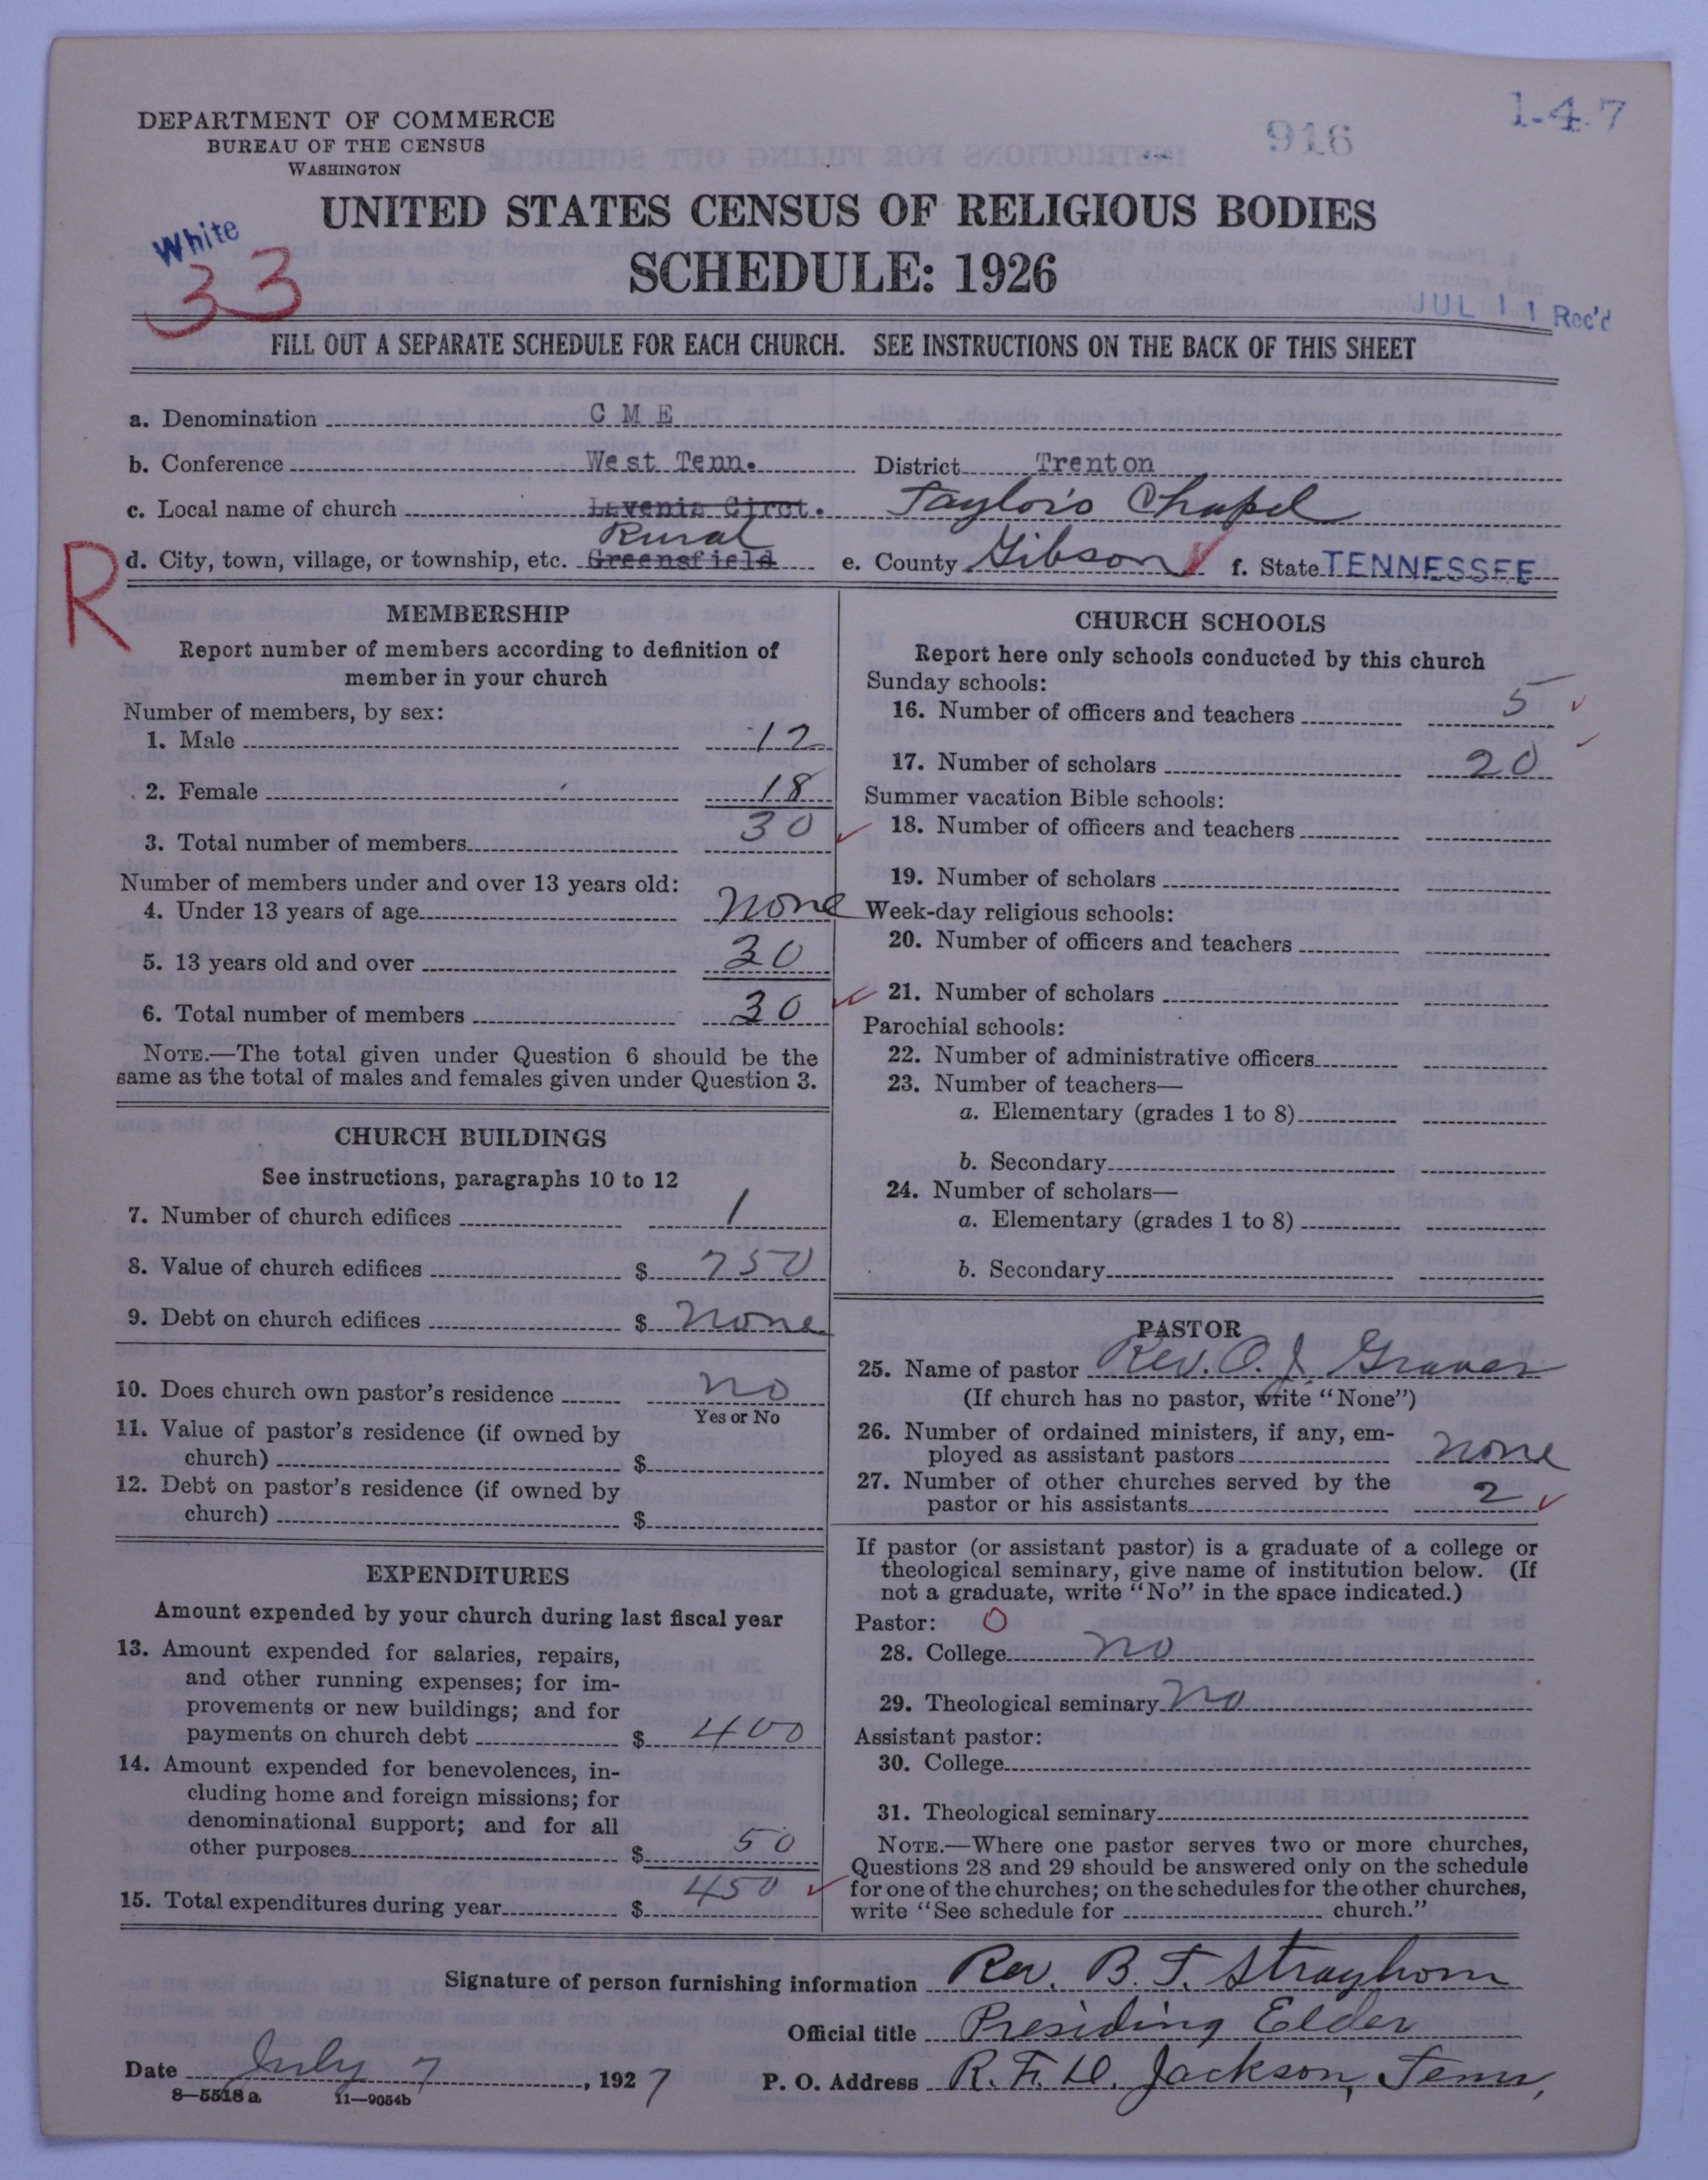 DEPARTMENT OF COMMERCE
BUREAU OF THE CENSUS
WASHINGTON
916
1-4 7
UNITED STATES CENSUS OF RELIGIOUS BODIES
SCHEDULE: 1926
White
33
JUL 11 Rec'd
FILL OUT A SEPARATE SCHEDULE FOR EACH CHURCH. SEE INSTRUCTIONS ON THE BACK OF THIS SHEET
a. Denomination C M E
b. Conference West Tenn. District Trenton
c. Local name of church Lavenia Circt. Taylor's Chapel
Rural
d. City, town, village, or township, etc. Greensfield e. County Gibson f. State TENNESSEE
R
MEMBERSHIP
Report number of members according to definition of
member in your church
Number of members, by sex:
1. Male 12
2. Female 18
3. Total number of members 30
Number of members under and over 13 years old:
4. Under 13 years of age none
5. 13 years old and over 30
6. Total number of members 30
NOTE.—The total given under Question 6 should be the
same as the total of males and females given under Question 3.
CHURCH BUILDINGS
See instructions, paragraphs 10 to 12
7. Number of church edifices 1
8. Value of church edifices $ 750
9. Debt on church edifices $ none
10. Does church own pastor's residence no
Yes or No
11. Value of pastor's residence (if owned by
church) $
12. Debt on pastor's residence (if owned by
church) $
EXPENDITURES
Amount expended by your church during last fiscal year
13. Amount expended for salaries, repairs,
and other running expenses; for im-
provements or new buildings; and for
payments on church debt $ 400
14. Amount expended for benevolences, in-
cluding home and foreign missions; for
denominational support; and for all
other purposes $ 50
15. Total expenditures during year $ 450
CHURCH SCHOOLS
Report here only schools conducted by this church
Sunday schools:
16. Number of officers and teachers 5
17. Number of scholars 20
Summer vacation Bible schools:
18. Number of officers and teachers
19. Number of scholars
Week-day religious schools:
20. Number of officers and teachers
21. Number of scholars
Parochial schools:
22. Number of administrative officers
23. Number of teachers—
a. Elementary (grades 1 to 8)
b. Secondary
24. Number of scholars—
a. Elementary (grades 1 to 8)
b. Secondary
PASTOR
25. Name of pastor Rev. O. J. Graves
(If church has no pastor, write "None")
26. Number of ordained ministers, if any, em-
ployed as assistant pastors none
27. Number of other churches served by the
pastor or his assistants 2
If pastor (or assistant pastor) is a graduate of a college or
theological seminary, give name of institution below. (If
not a graduate, write "No" in the space indicated.)
Pastor: O
28. College no
29. Theological seminary no
Assistant pastor:
30. College
31. Theological seminary
NOTE.—Where one pastor serves two or more churches,
Questions 28 and 29 should be answered only on the schedule
for one of the churches; on the schedules for the other churches,
write "See schedule for church."
Signature of person furnishing information Rev. B. T. Strayhorn
Official title Presiding Elder
Date July 7, 1927 P. O. Address R. F. D. Jackson, Tenn,
8—5518 a 11—9054b